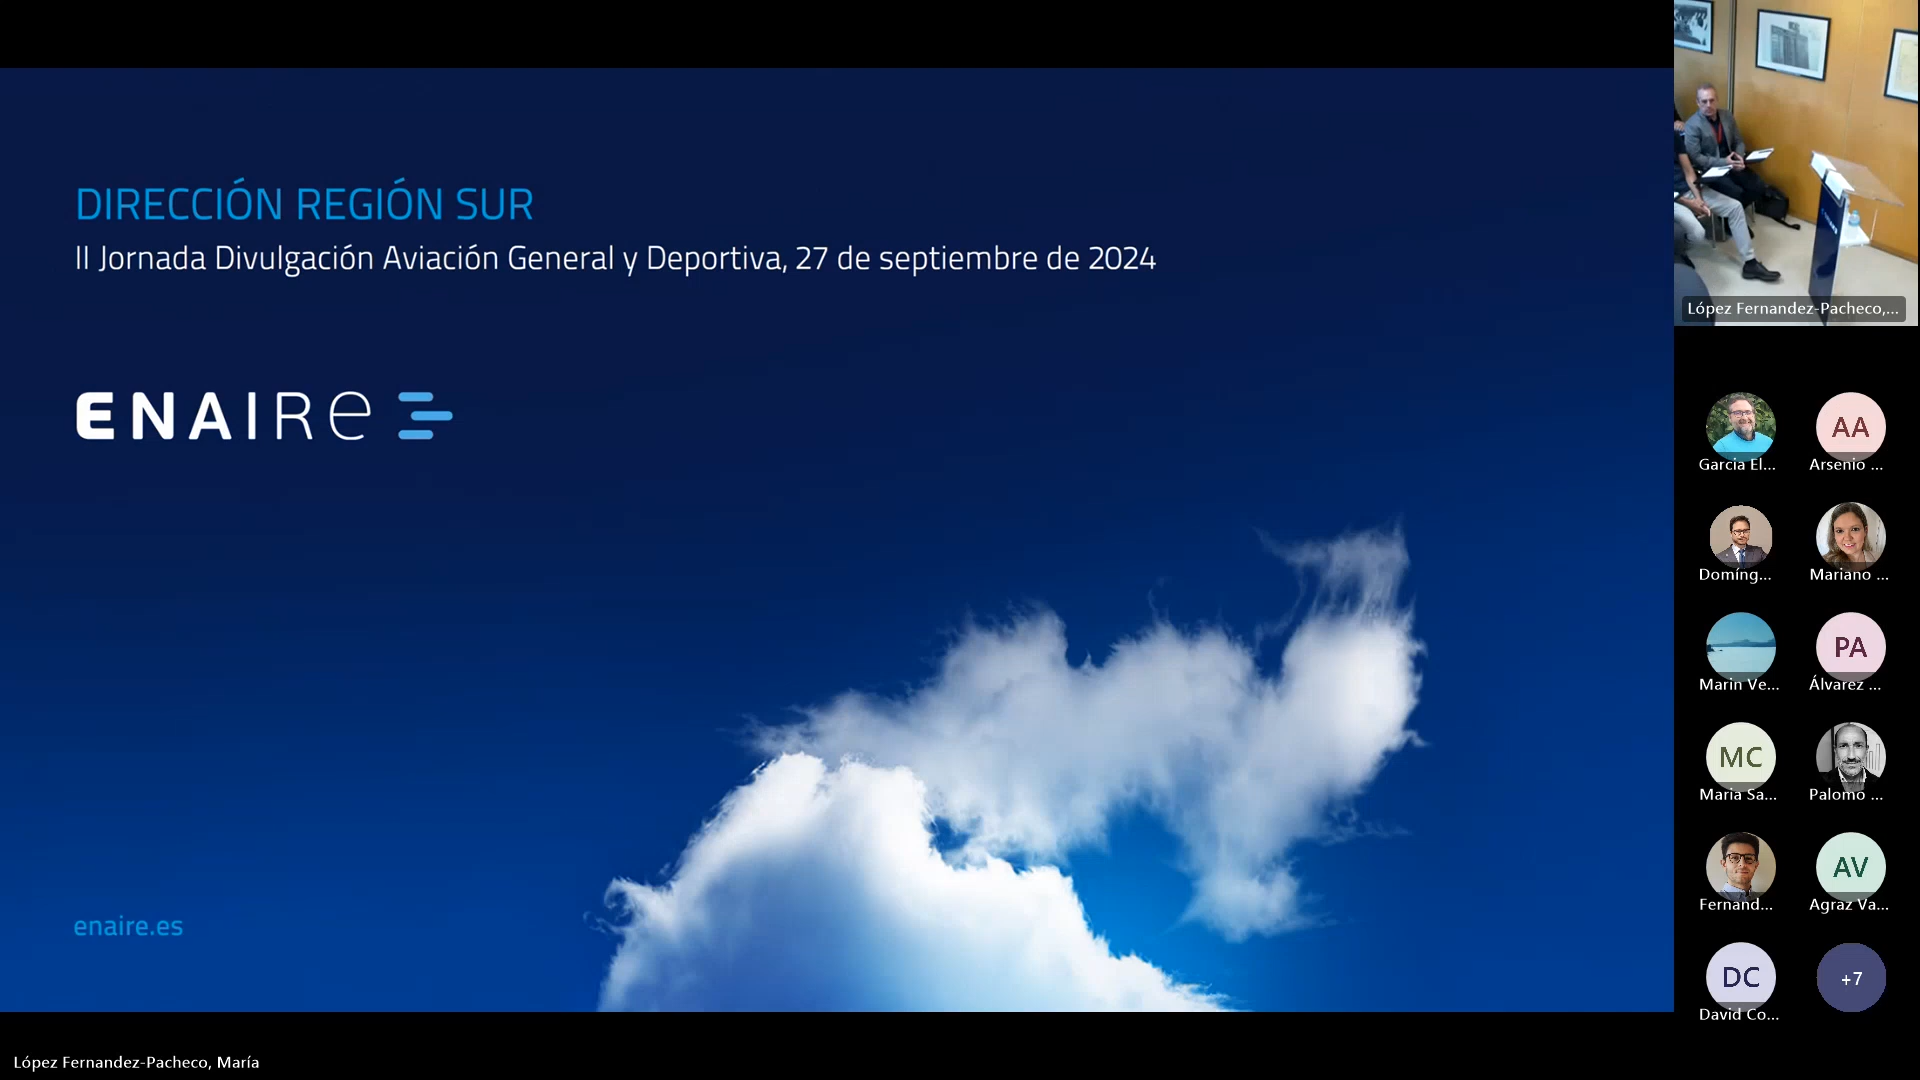 DIRECCIÓN REGIÓN SUR
II Jornada Divulgación Aviación General y Deportiva, 27 de septiembre de 2024
ENAIRe
enaire.es
López Fernandez-Pacheco, María
López Fernandez-Pacheco,...
Garcia El...
AA
Arsenio ...
Domíng...
Mariano ...
Marin Ve...
PA
Álvarez ...
MC
Maria Sa...
Palomo ...
Fernand...
AV
Agraz Va...
DC
David Co...
+7